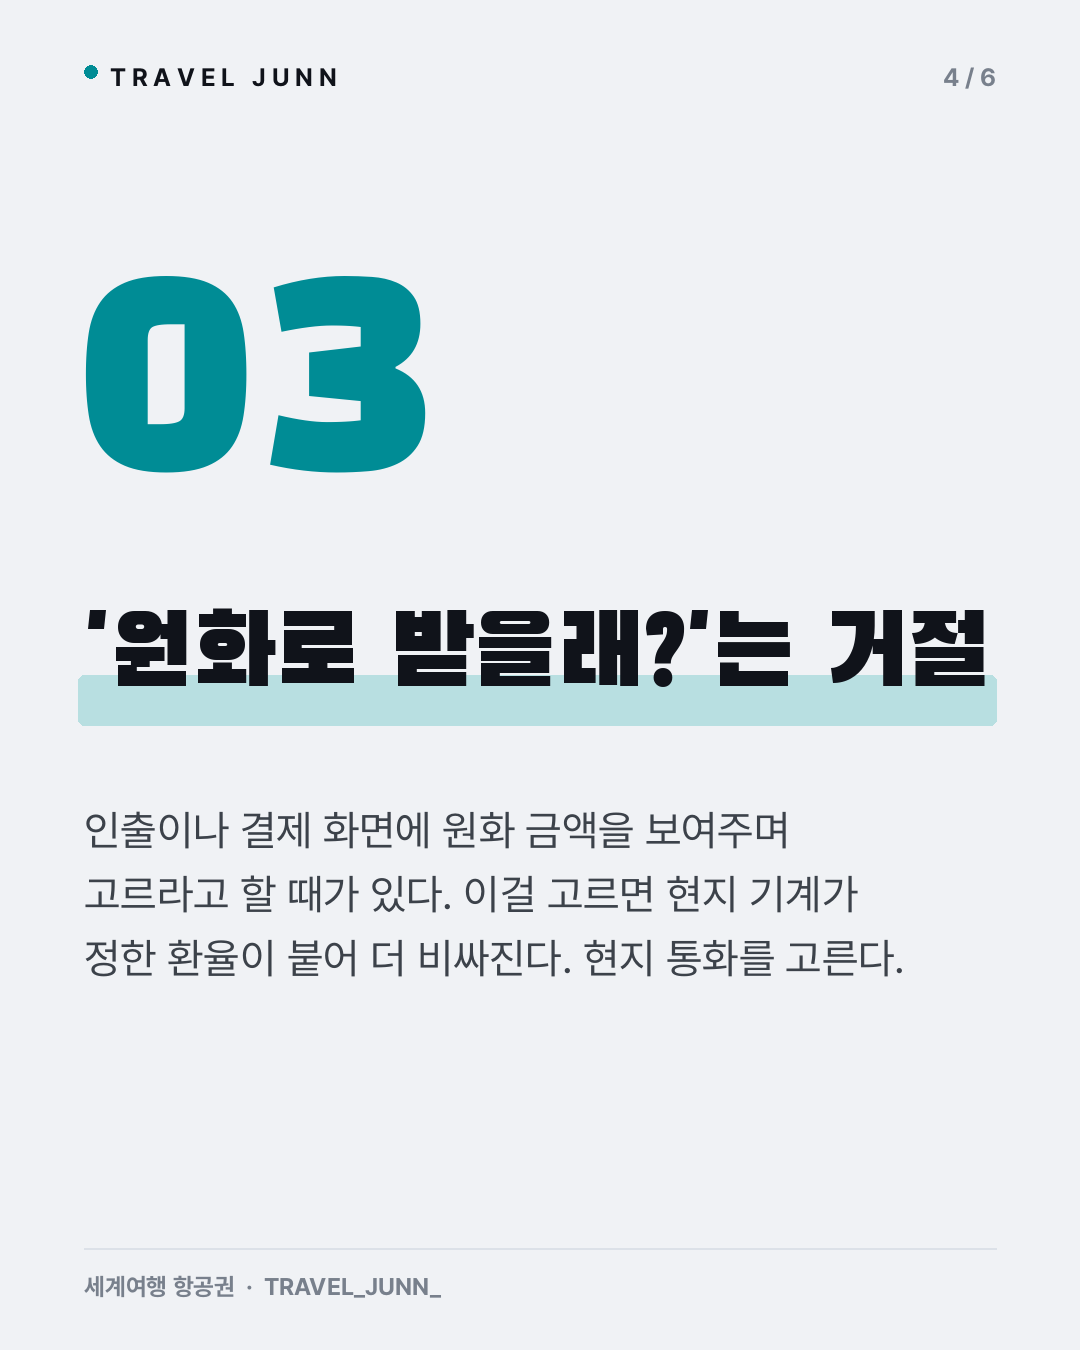 TRAVEL JUNN
4 / 6
03
'원화로 받을래?'는 거절
인출이나 결제 화면에 원화 금액을 보여주며
고르라고 할 때가 있다. 이걸 고르면 현지 기계가
정한 환율이 붙어 더 비싸진다. 현지 통화를 고른다.
세계여행 항공권 · TRAVEL_JUNN_